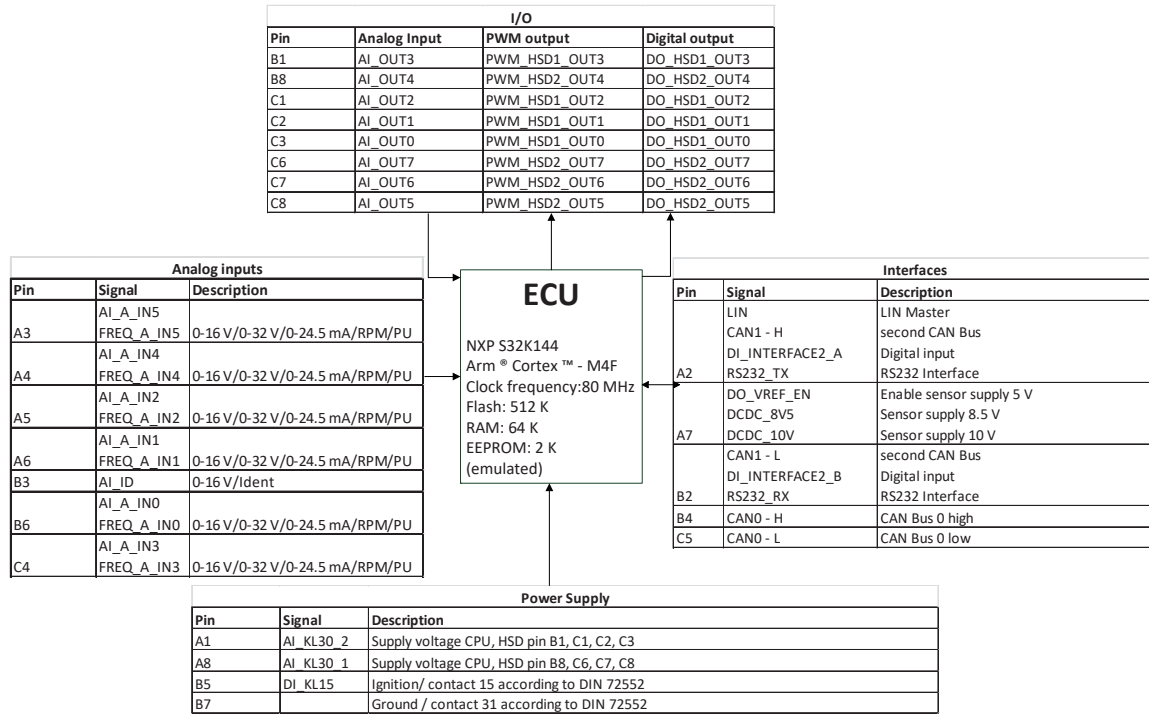 I/O
Pin Analog Input PWM output Digital output
B1 AI_OUT3 PWM_HSD1_OUT3 DO_HSD1_OUT3
B8 AI_OUT4 PWM_HSD2_OUT4 DO_HSD2_OUT4
C1 AI_OUT2 PWM_HSD1_OUT2 DO_HSD1_OUT2
C2 AI_OUT1 PWM_HSD1_OUT1 DO_HSD1_OUT1
C3 AI_OUT0 PWM_HSD1_OUT0 DO_HSD1_OUT0
C6 AI_OUT7 PWM_HSD2_OUT7 DO_HSD2_OUT7
C7 AI_OUT6 PWM_HSD2_OUT6 DO_HSD2_OUT6
C8 AI_OUT5 PWM_HSD2_OUT5 DO_HSD2_OUT5
Analog inputs
Pin Signal Description
AI_A_IN5
A3 FREQ_A_IN5 0-16 V/0-32 V/0-24.5 mA/RPM/PU
AI_A_IN4
A4 FREQ_A_IN4 0-16 V/0-32 V/0-24.5 mA/RPM/PU
AI_A_IN2
A5 FREQ_A_IN2 0-16 V/0-32 V/0-24.5 mA/RPM/PU
AI_A_IN1
A6 FREQ_A_IN1 0-16 V/0-32 V/0-24.5 mA/RPM/PU
B3 AI_ID 0-16 V/Ident
AI_A_IN0
B6 FREQ_A_IN0 0-16 V/0-32 V/0-24.5 mA/RPM/PU
AI_A_IN3
C4 FREQ_A_IN3 0-16 V/0-32 V/0-24.5 mA/RPM/PU
ECU
NXP S32K144
Arm ® Cortex ™ - M4F
Clock frequency:80 MHz
Flash: 512 K
RAM: 64 K
EEPROM: 2 K
(emulated)
Interfaces
Pin Signal Description
LIN LIN Master
CAN1 - H second CAN Bus
DI_INTERFACE2_A Digital input
A2 RS232_TX RS232 Interface
DO_VREF_EN Enable sensor supply 5 V
DCDC_8V5 Sensor supply 8.5 V
A7 DCDC_10V Sensor supply 10 V
CAN1 - L second CAN Bus
DI_INTERFACE2_B Digital input
B2 RS232_RX RS232 Interface
B4 CAN0 - H CAN Bus 0 high
C5 CAN0 - L CAN Bus 0 low
Power Supply
Pin Signal Description
A1 AI_KL30_2 Supply voltage CPU, HSD pin B1, C1, C2, C3
A8 AI_KL30_1 Supply voltage CPU, HSD pin B8, C6, C7, C8
B5 DI_KL15 Ignition/ contact 15 according to DIN 72552
B7 Ground / contact 31 according to DIN 72552